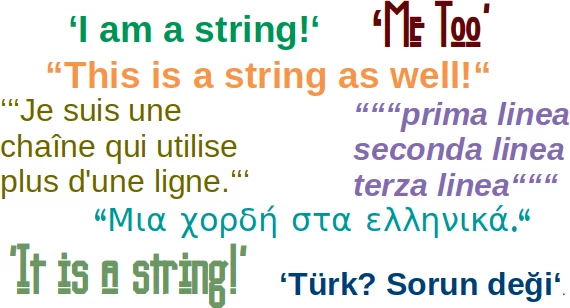 ‘I am a string!‘
‘Me Too’
“This is a string as well!“
‘“Je suis une
chaîne qui utilise
plus d'une ligne.“‘
“““prima linea
seconda linea
terza linea“““
“Μια χορδή στα ελληνικά.“
‘It is a string!’
‘Türk? Sorun deği‘.